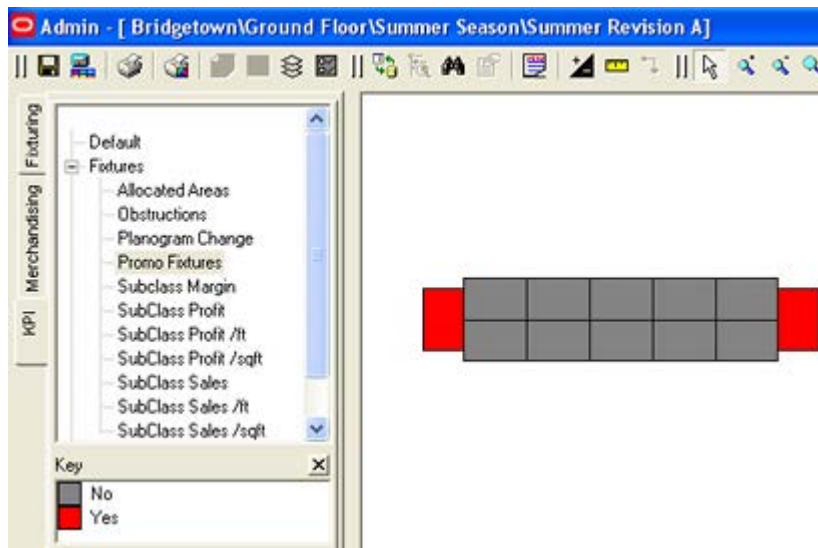 Admin - [ Bridgetown\Ground Floor\Summer Season\Summer Revision A]
Fixturing
Merchandising
KPI
Default
Fixtures
Allocated Areas
Obstructions
Planogram Change
Promo Fixtures
Subclass Margin
SubClass Profit
SubClass Profit /ft
SubClass Profit /sqft
SubClass Sales
SubClass Sales /ft
SubClass Sales /sqft
Key
No
Yes